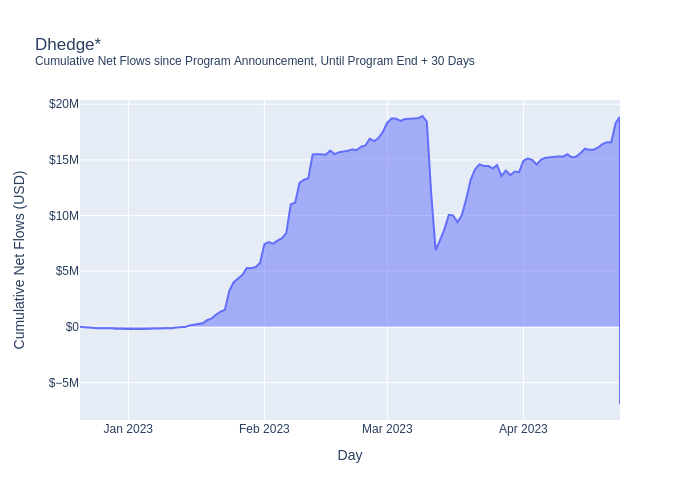 Dhedge*
Cumulative Net Flows since Program Announcement, Until Program End + 30 Days
Cumulative Net Flows (USD)
$20M
$15M
$10M
$5M
$0
$−5M
Jan 2023
Feb 2023
Mar 2023
Apr 2023
Day